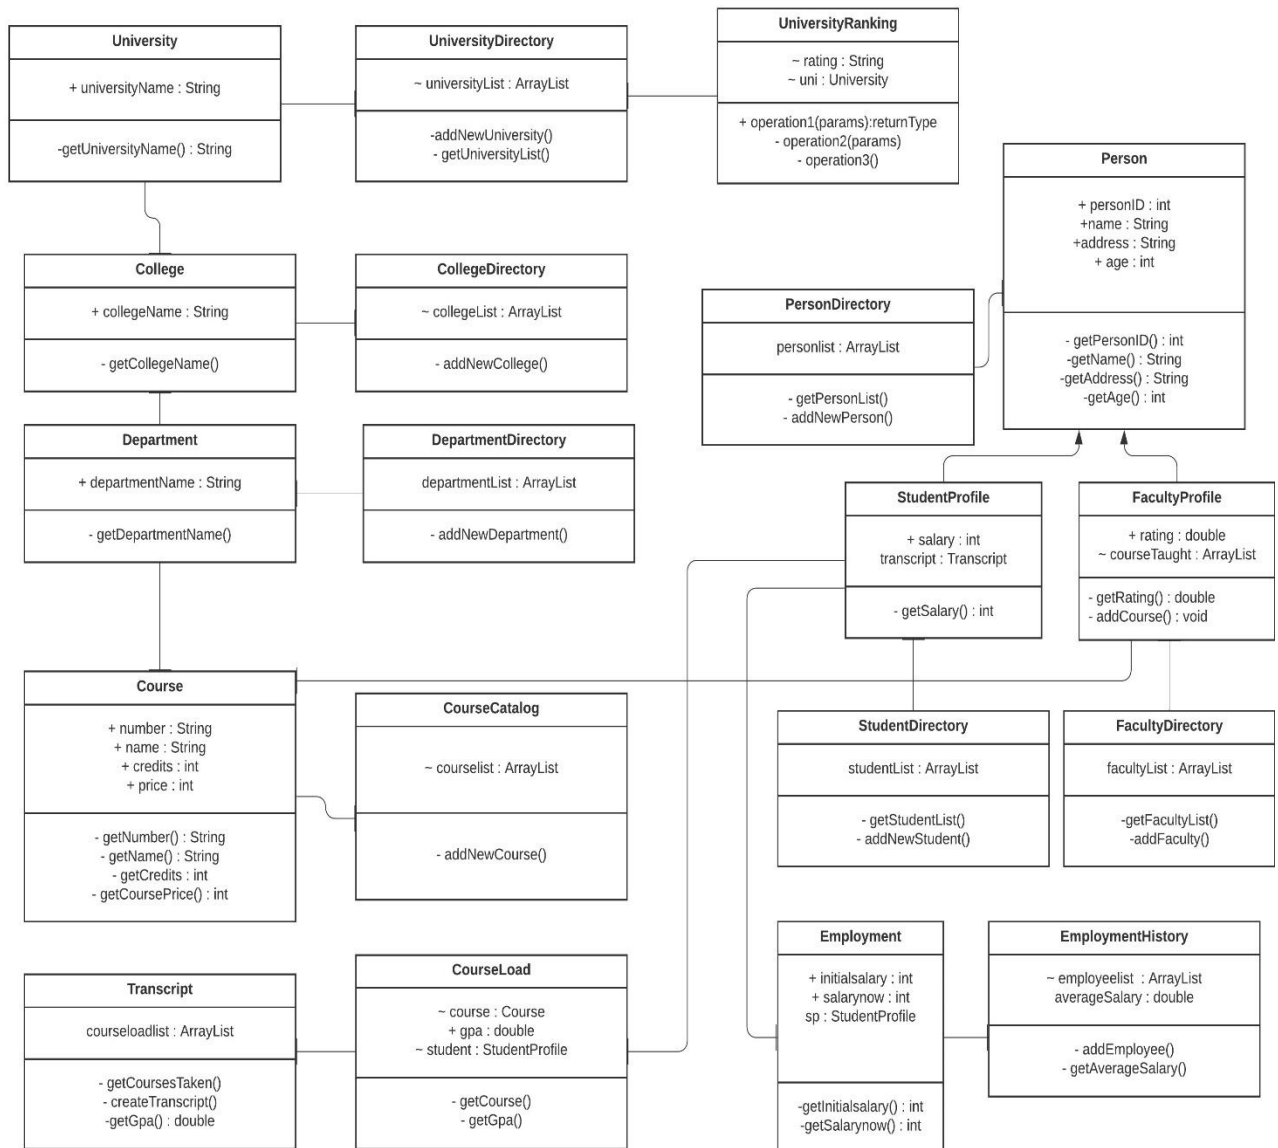 University
+ universityName : String
-getUniversityName() : String
UniversityDirectory
~ universityList : ArrayList
-addNewUniversity()
- getUniversityList()
UniversityRanking
~ rating : String
~ uni : University
+ operation1(params):returnType
- operation2(params)
- operation3()
Person
+ personID : int
+name : String
+address : String
+ age : int
- getPersonID() : int
-getName() : String
-getAddress() : String
-getAge() : int
College
+ collegeName : String
- getCollegeName()
CollegeDirectory
~ collegeList : ArrayList
- addNewCollege()
PersonDirectory
personlist : ArrayList
- getPersonList()
- addNewPerson()
Department
+ departmentName : String
- getDepartmentName()
DepartmentDirectory
departmentList : ArrayList
- addNewDepartment()
StudentProfile
+ salary : int
transcript : Transcript
- getSalary() : int
FacultyProfile
+ rating : double
~ courseTaught : ArrayList
- getRating() : double
- addCourse() : void
Course
+ number : String
+ name : String
+ credits : int
+ price : int
- getNumber() : String
- getName() : String
- getCredits : int
- getCoursePrice() : int
CourseCatalog
~ courselist : ArrayList
- addNewCourse()
StudentDirectory
studentList : ArrayList
- getStudentList()
- addNewStudent()
FacultyDirectory
facultyList : ArrayList
-getFacultyList()
-addFaculty()
Transcript
courseloadlist : ArrayList
- getCoursesTaken()
- createTranscript()
-getGpa() : double
CourseLoad
~ course : Course
+ gpa : double
~ student : StudentProfile
- getCourse()
- getGpa()
Employment
+ initialsalary : int
+ salarynow : int
sp : StudentProfile
-getInitialsalary() : int
-getSalarynow() : int
EmploymentHistory
~ employeelist : ArrayList
averageSalary : double
- addEmployee()
- getAverageSalary()